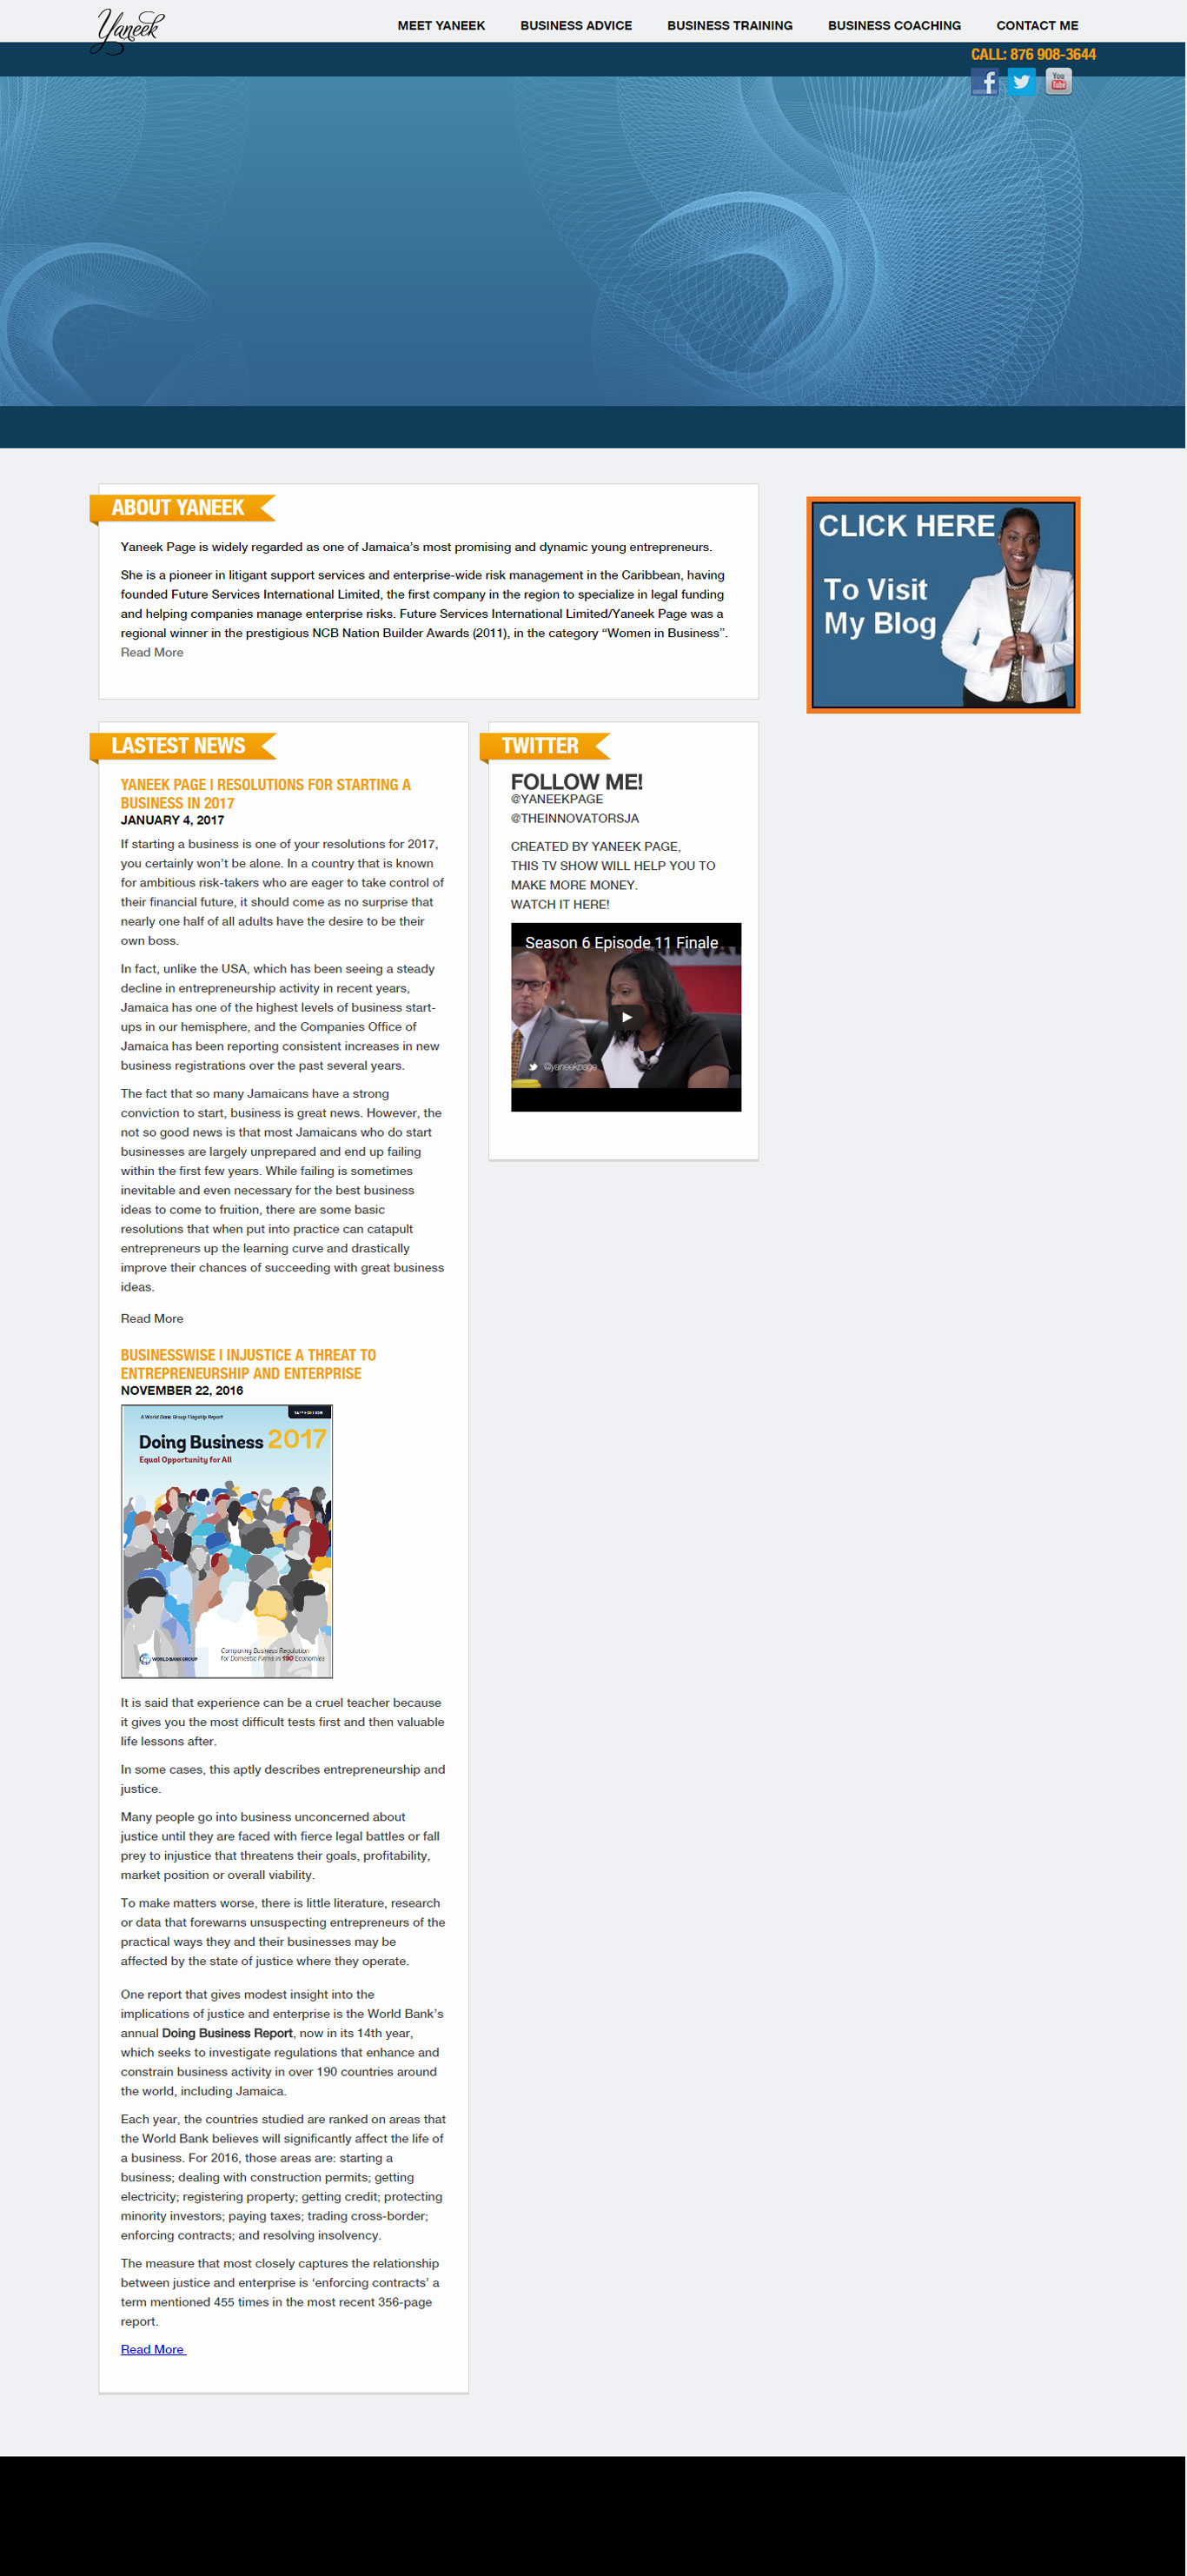 Yaneek
MEET YANEEK
BUSINESS ADVICE
BUSINESS TRAINING
BUSINESS COACHING
CONTACT ME
CALL: 876 908-3644
f
You
Tube
ABOUT YANEEK
Yaneek Page is widely regarded as one of Jamaica’s most promising and dynamic young entrepreneurs.
She is a pioneer in litigant support services and enterprise-wide risk management in the Caribbean, having
founded Future Services International Limited, the first company in the region to specialize in legal funding
and helping companies manage enterprise risks. Future Services International Limited/Yaneek Page was a
regional winner in the prestigious NCB Nation Builder Awards (2011), in the category “Women in Business”.
Read More
CLICK HERE
To Visit
My Blog
LASTEST NEWS
YANEEK PAGE | RESOLUTIONS FOR STARTING A
BUSINESS IN 2017
JANUARY 4, 2017
If starting a business is one of your resolutions for 2017,
you certainly won’t be alone. In a country that is known
for ambitious risk-takers who are eager to take control of
their financial future, it should come as no surprise that
nearly one half of all adults have the desire to be their
own boss.
In fact, unlike the USA, which has been seeing a steady
decline in entrepreneurship activity in recent years,
Jamaica has one of the highest levels of business start-
ups in our hemisphere, and the Companies Office of
Jamaica has been reporting consistent increases in new
business registrations over the past several years.
The fact that so many Jamaicans have a strong
conviction to start, business is great news. However, the
not so good news is that most Jamaicans who do start
businesses are largely unprepared and end up failing
within the first few years. While failing is sometimes
inevitable and even necessary for the best business
ideas to come to fruition, there are some basic
resolutions that when put into practice can catapult
entrepreneurs up the learning curve and drastically
improve their chances of succeeding with great business
ideas.
Read More
BUSINESSWISE | INJUSTICE A THREAT TO
ENTREPRENEURSHIP AND ENTERPRISE
NOVEMBER 22, 2016
A World Bank Group Flagship Report
Doing Business 2017
Equal Opportunity for All
WORLD BANK GROUP
Comparing Business Regulation
for Domestic Firms in 190 Economies
It is said that experience can be a cruel teacher because
it gives you the most difficult tests first and then valuable
life lessons after.
In some cases, this aptly describes entrepreneurship and
justice.
Many people go into business unconcerned about
justice until they are faced with fierce legal battles or fall
prey to injustice that threatens their goals, profitability,
market position or overall viability.
To make matters worse, there is little literature, research
or data that forewarns unsuspecting entrepreneurs of the
practical ways they and their businesses may be
affected by the state of justice where they operate.
One report that gives modest insight into the
implications of justice and enterprise is the World Bank’s
annual Doing Business Report, now in its 14th year,
which seeks to investigate regulations that enhance and
constrain business activity in over 190 countries around
the world, including Jamaica.
Each year, the countries studied are ranked on areas that
the World Bank believes will significantly affect the life of
a business. For 2016, those areas are: starting a
business; dealing with construction permits; getting
electricity; registering property; getting credit; protecting
minority investors; paying taxes; trading cross-border;
enforcing contracts; and resolving insolvency.
The measure that most closely captures the relationship
between justice and enterprise is ‘enforcing contracts’ a
term mentioned 455 times in the most recent 356-page
report.
Read More
TWITTER
FOLLOW ME!
@YANEEKPAGE
@THEINNOVATORSJA
CREATED BY YANEEK PAGE,
THIS TV SHOW WILL HELP YOU TO
MAKE MORE MONEY.
WATCH IT HERE!
Season 6 Episode 11 Finale
@yaneekpage